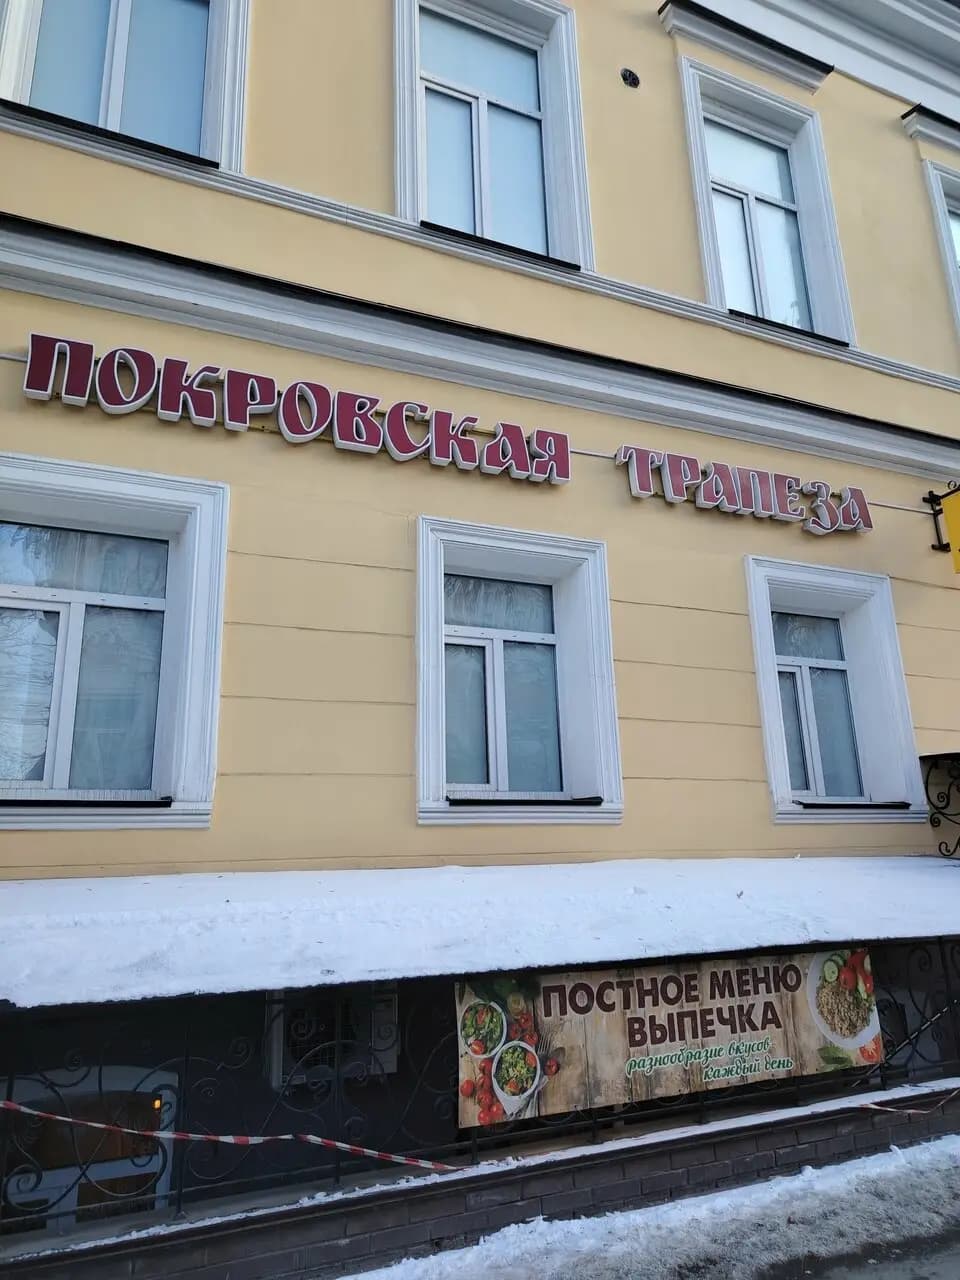 ПОКРОВСКАЯ ТРАПЕЗА
ПОСТНОЕ МЕНЮ
ВЫПЕЧКА
разнообразие вкусов
каждый день